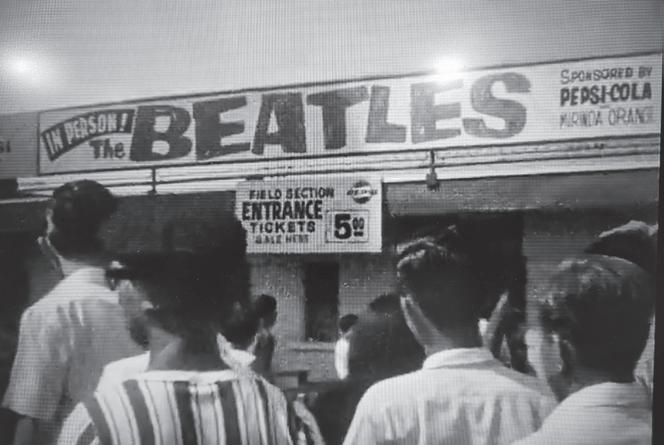 IN PERSON!
The BEATLES
SPONSORED BY
PEPSI-COLA
MIRINDA ORANGE
FIELD SECTION
ENTRANCE
TICKETS
SALE HERE
5.00